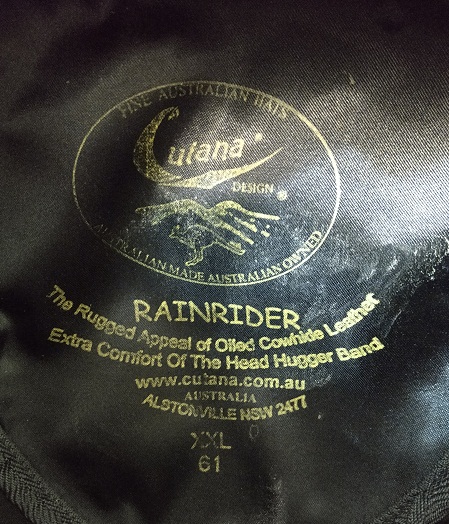 FINE AUSTRALIAN HATS
Cutana
DESIGN ®
AUSTRALIAN MADE AUSTRALIAN OWNED
RAINRIDER
The Rugged Appeal of Oiled Cowhide Leather
Extra Comfort Of The Head Hugger Band
www.cutana.com.au
AUSTRALIA
ALSTONVILLE NSW 2477
XXL
61